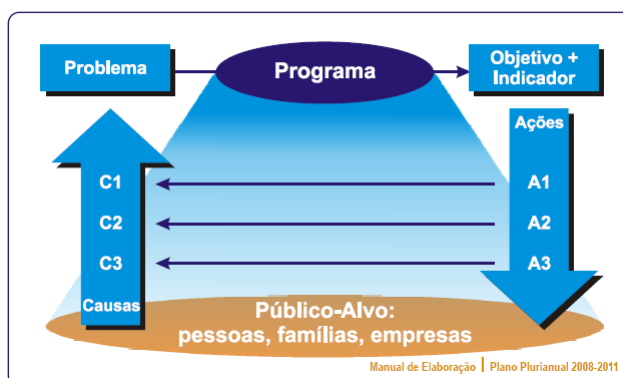 Problema
Programa
Objetivo +
Indicador
Ações
C1
A1
C2
A2
C3
A3
Causas
Público-Alvo:
pessoas, famílias, empresas
Manual de Elaboração | Plano Plurianual 2008-2011